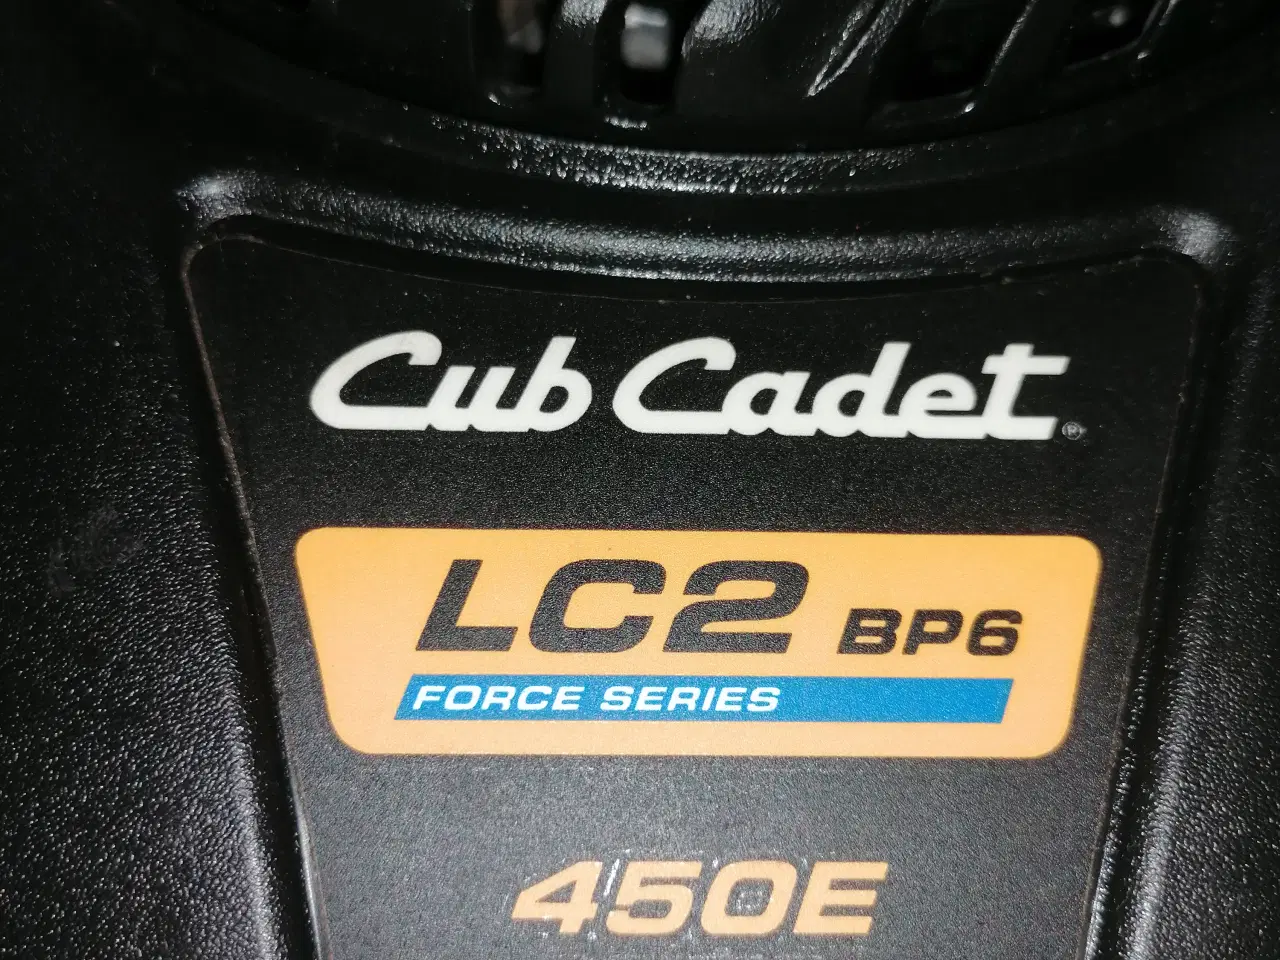 Cub Cadet®
LC2 BP6
FORCE SERIES
450E